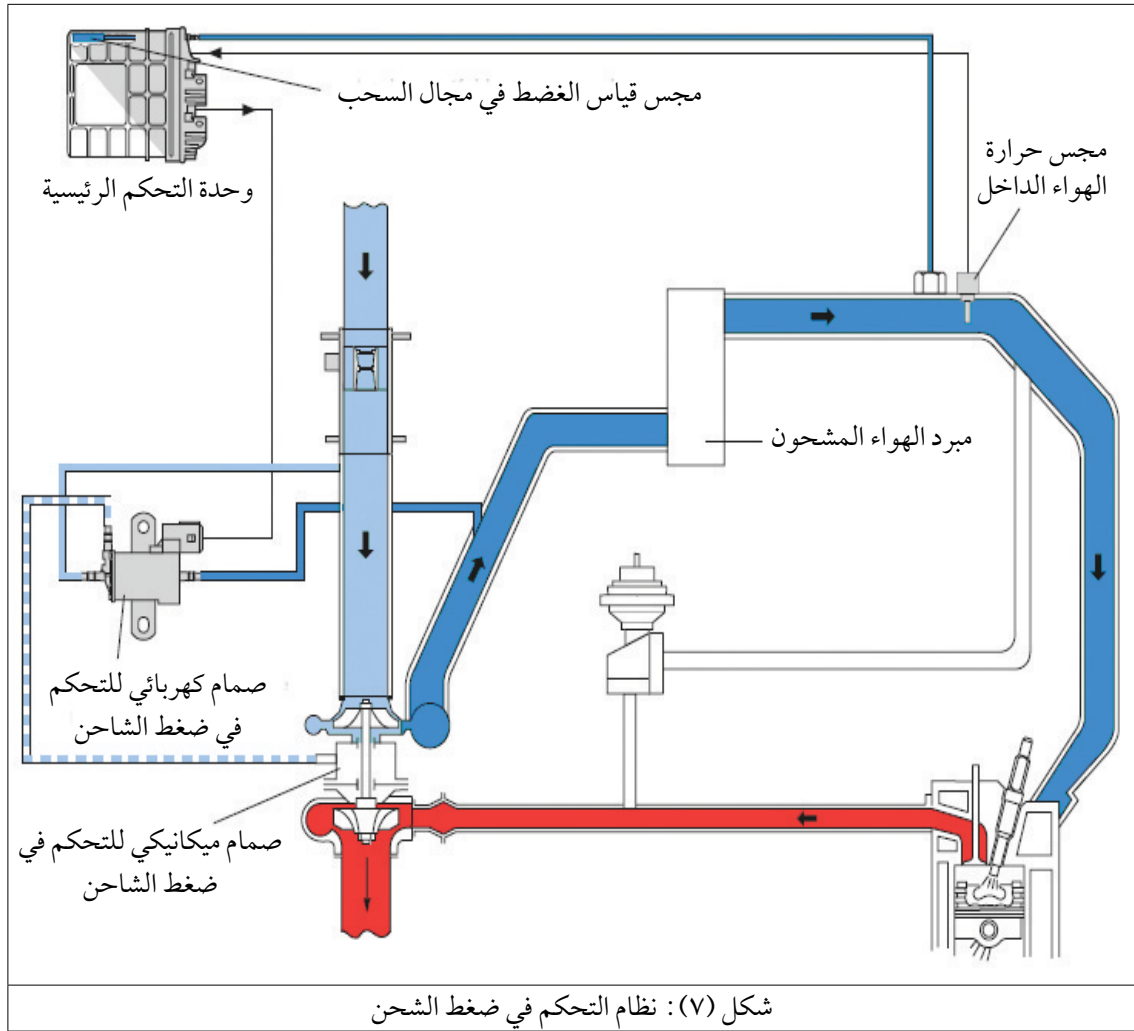 مجس قياس الغضط في مجال السحب
مجس حرارة
الهواء الداخل
وحدة التحكم الرئيسية
مبرد الهواء المشحون
صمام كهربائي للتحكم
في ضغط الشاحن
صمام ميكانيكي للتحكم في
ضغط الشاحن
شكل (٧): نظام التحكم في ضغط الشحن